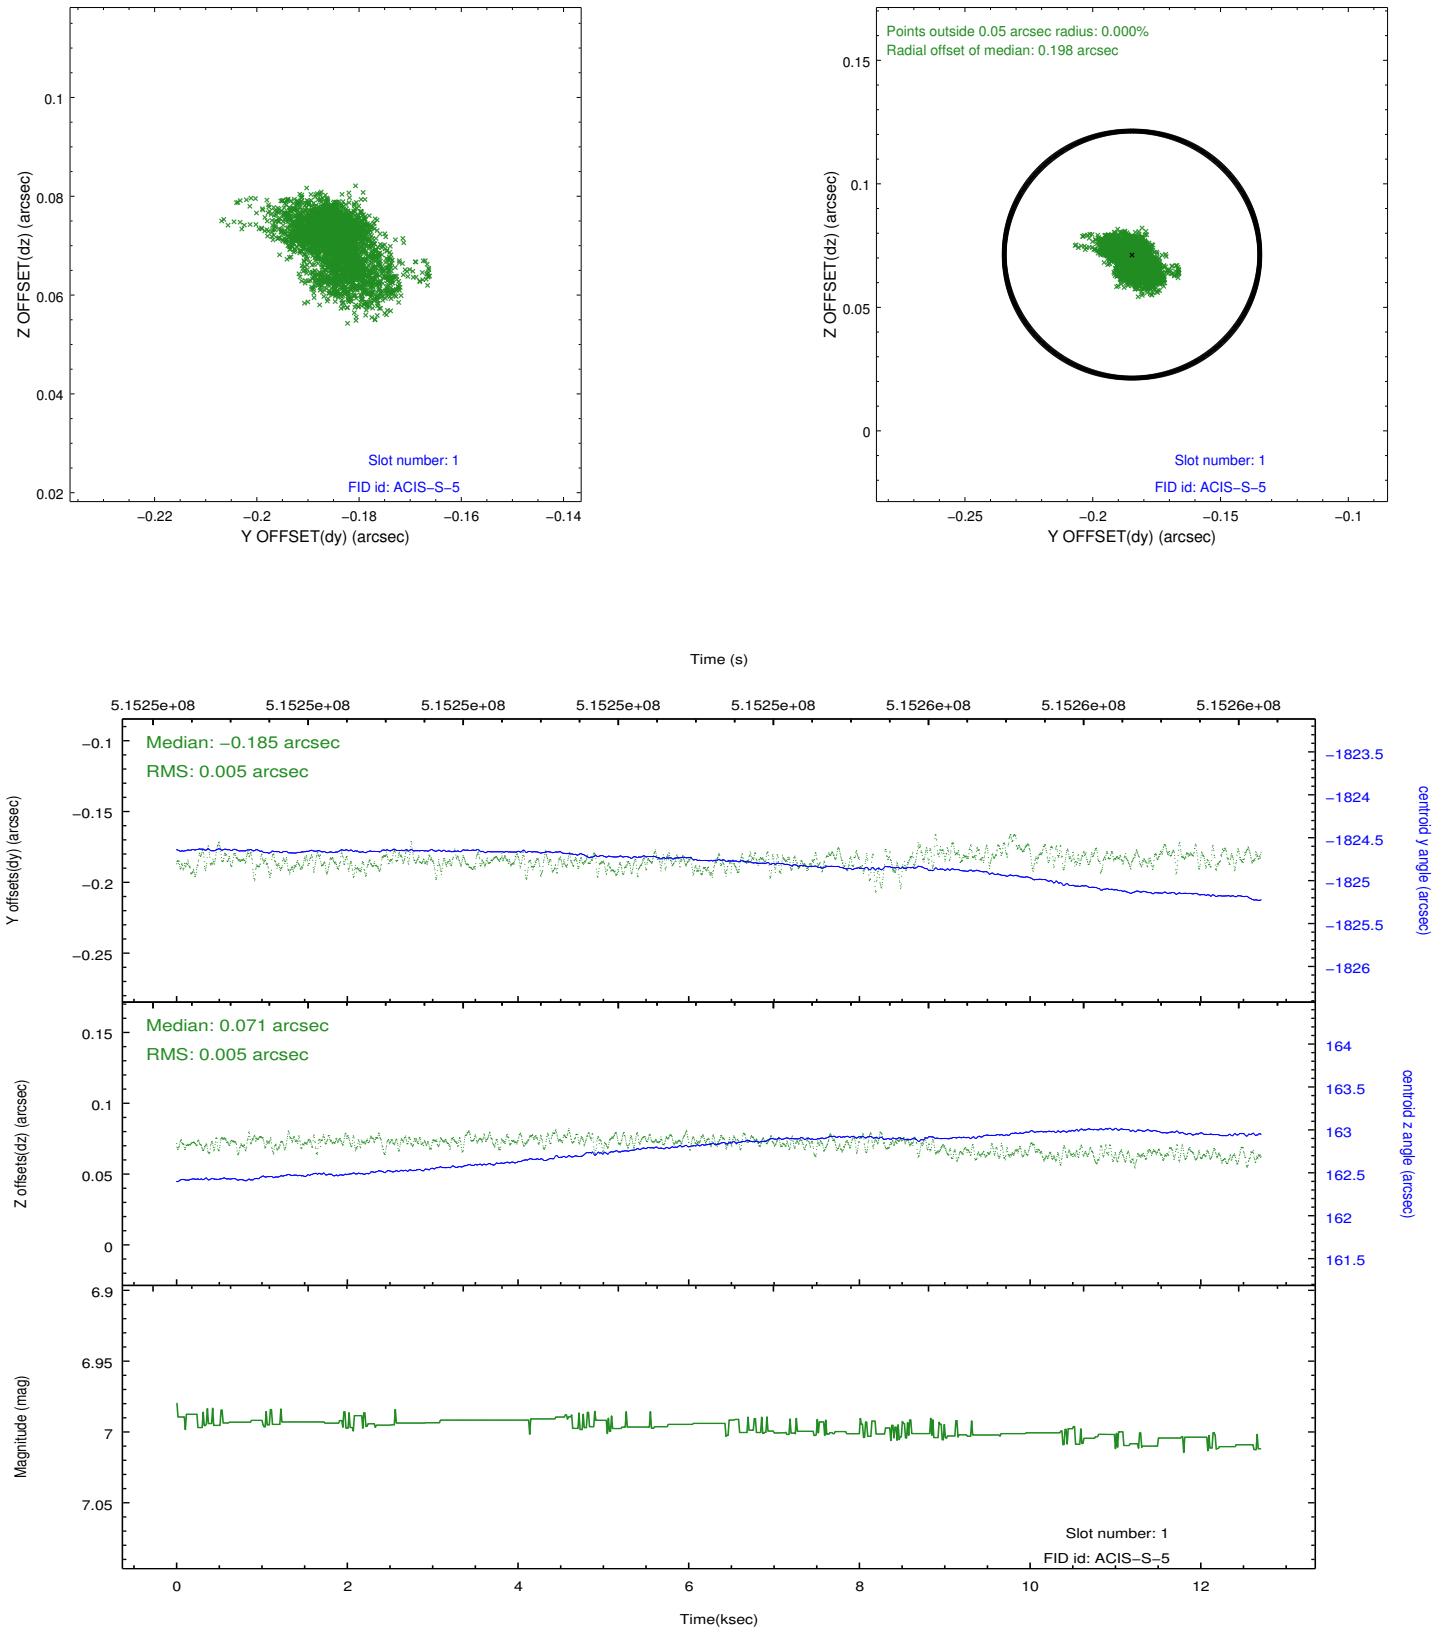 0.1
0.08
0.06
0.04
0.02
Z OFFSET(dz) (arcsec)
Slot number: 1
FID id: ACIS−S−5
−0.22 −0.2 −0.18 −0.16 −0.14
Y OFFSET(dy) (arcsec)
Points outside 0.05 arcsec radius: 0.000%
Radial offset of median: 0.198 arcsec
0.15
0.1
0.05
0
Z OFFSET(dz) (arcsec)
Slot number: 1
FID id: ACIS−S−5
−0.25 −0.2 −0.15 −0.1
Y OFFSET(dy) (arcsec)
Time (s)
5.1525e+08 5.1525e+08 5.1525e+08 5.1525e+08 5.1525e+08 5.1526e+08 5.1526e+08 5.1526e+08
Median: −0.185 arcsec
RMS: 0.005 arcsec
−0.1
−0.15
−0.2
−0.25
Y offsets(dy) (arcsec)
−1823.5
−1824
−1824.5
−1825
−1825.5
−1826
centroid y angle (arcsec)
Median: 0.071 arcsec
RMS: 0.005 arcsec
0.15
0.1
0.05
0
Z offsets(dz) (arcsec)
164
163.5
163
162.5
162
161.5
centroid z angle (arcsec)
6.9
6.95
7
7.05
Magnitude (mag)
Slot number: 1
FID id: ACIS−S−5
0 2 4 6 8 10 12
Time(ksec)